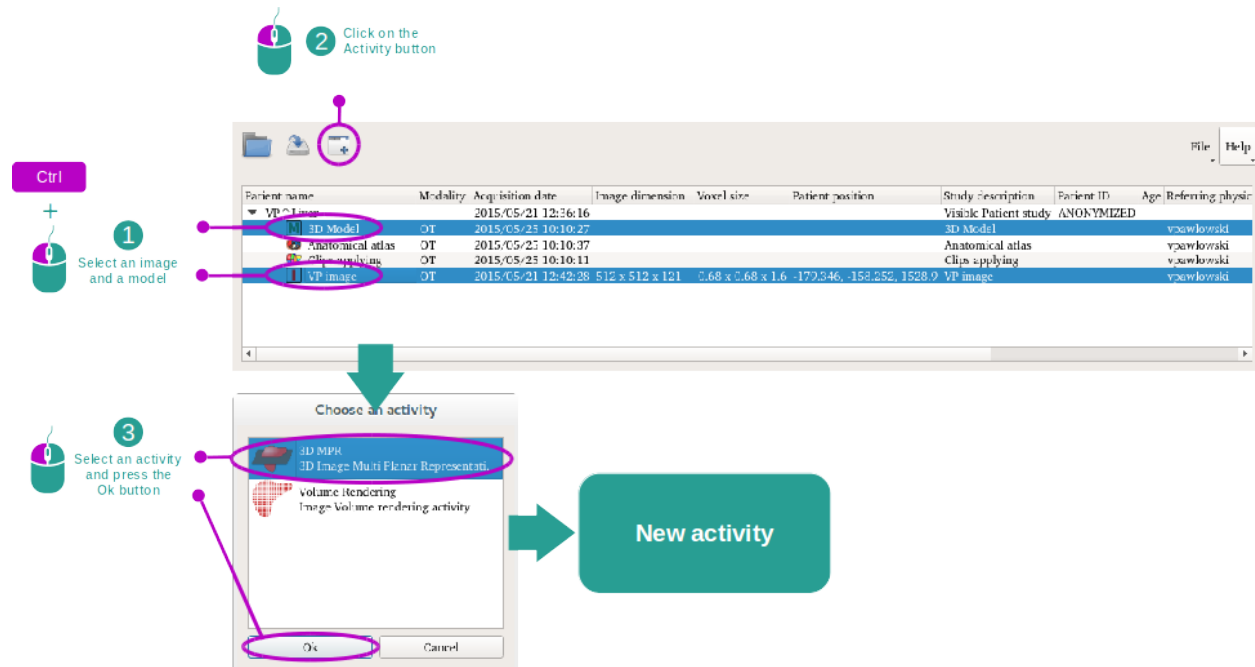 2
Click on the
Activity button
File Help
Ctrl
+
1
Select an image
and a model
Patient name Modality Acquisition date Image dimension Voxel size Patient position Study description Patient ID Age Referring physic
2015/05/21 12:36:16 Visible Patient study ANONYMIZED
3D Model OT 2015/05/25 10:10:27 3D Model vpawlowski
Anatomical atlas OT 2015/05/25 10:10:37 Anatomical atlas vpawlowski
Clips applying OT 2015/05/25 10:10:11 Clips applying vpawlowski
VP image OT 2015/05/21 12:42:28 512 x 512 x 121 0.68 x 0.68 x 1.6 -179.346, -158.252, 1528.9 VP image vpawlowski
3
Select an activity
and press the
Ok button
Choose an activity
3D MPR
3D Image Multi Planar Representati.
Volume Rendering
Image Volume rendering activity
Ok Cancel
New activity